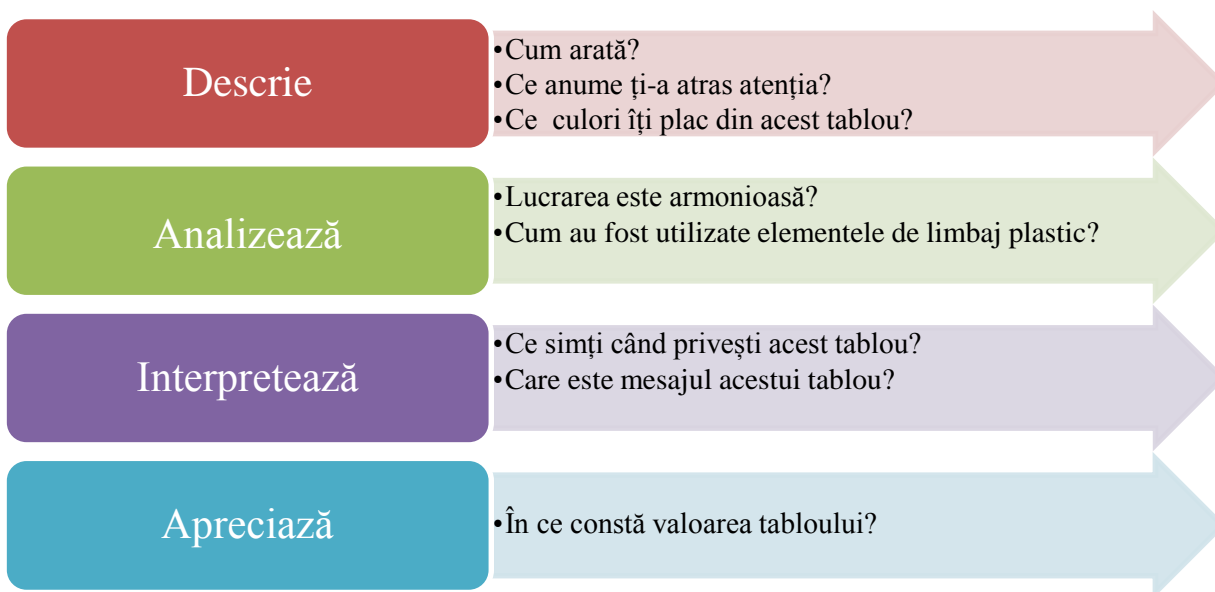 Descrie
•Cum arată?
•Ce anume ți-a atras atenția?
•Ce  culori îți plac din acest tablou?
Analizează
•Lucrarea este armonioasă?
•Cum au fost utilizate elementele de limbaj plastic?
Interpretează
•Ce simți când privești acest tablou?
•Care este mesajul acestui tablou?
Apreciază
•În ce constă valoarea tabloului?